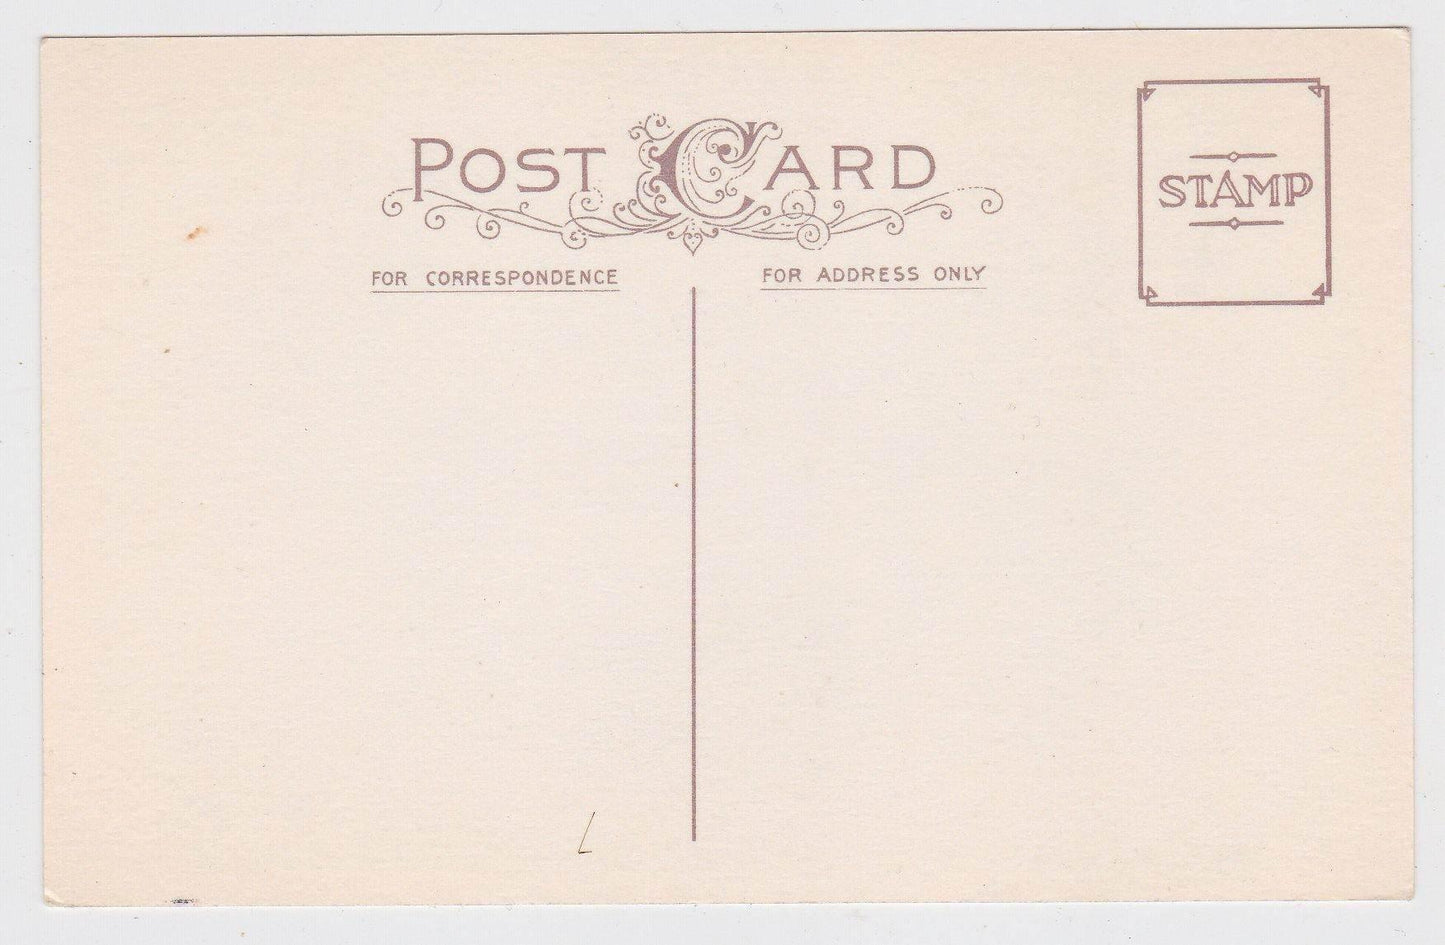 POST CARD
STAMP
FOR CORRESPONDENCE
FOR ADDRESS ONLY